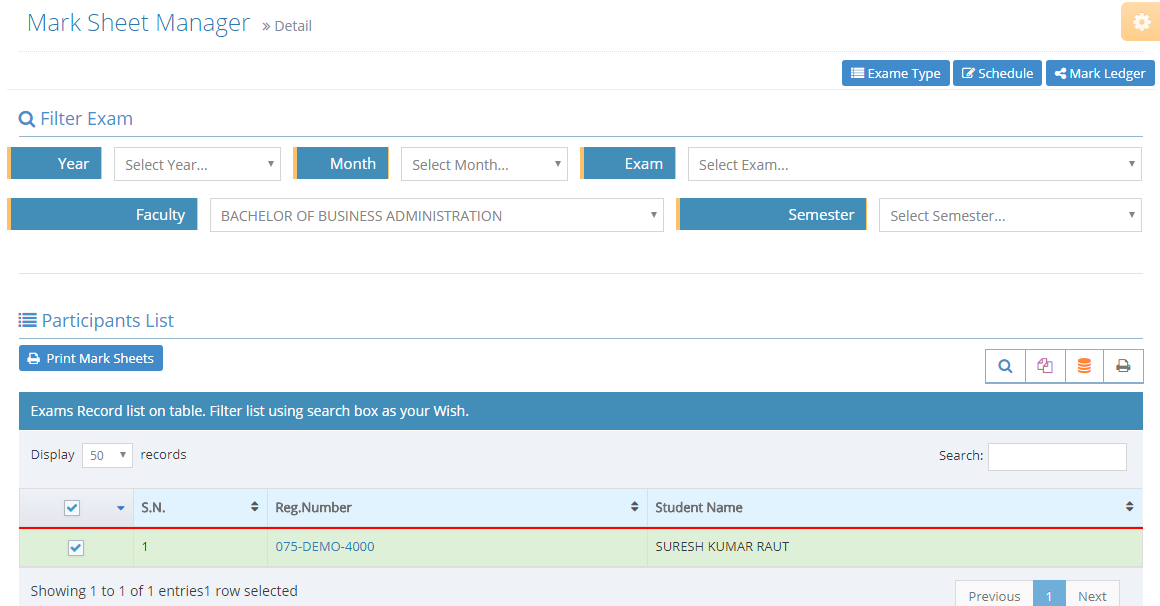 Mark Sheet Manager » Detail
Exame Type Schedule Mark Ledger
Filter Exam
Year Select Year... Month Select Month... Exam Select Exam...
Faculty BACHELOR OF BUSINESS ADMINISTRATION Semester Select Semester...
Participants List
Print Mark Sheets
Exams Record list on table. Filter list using search box as your Wish.
Display 50 records Search:
S.N. Reg.Number Student Name
1 075-DEMO-4000 SURESH KUMAR RAUT
Showing 1 to 1 of 1 entries1 row selected
Previous 1 Next